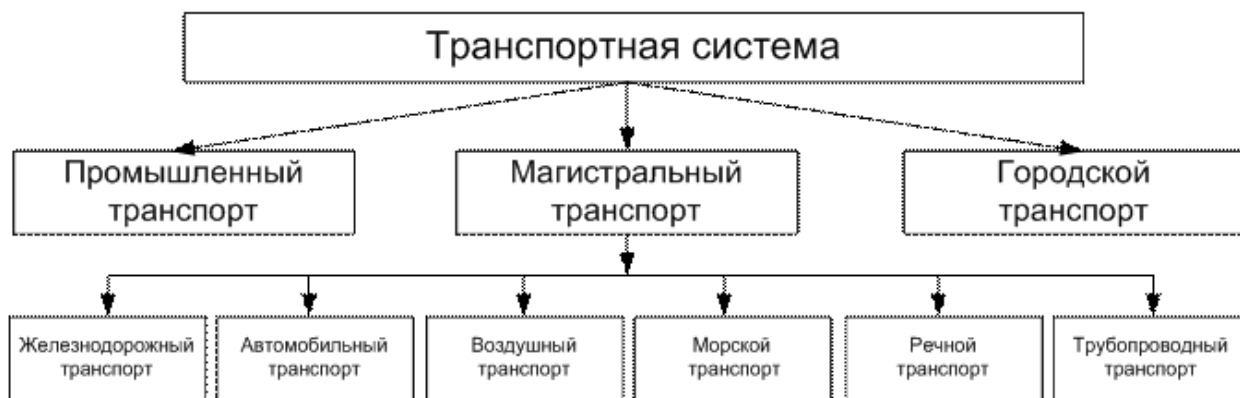 Транспортная система
Промышленный
транспорт
Магистральный
транспорт
Городской
транспорт
Железнодорожный
транспорт
Автомобильный
транспорт
Воздушный
транспорт
Морской
транспорт
Речной
транспорт
Трубопроводный
транспорт